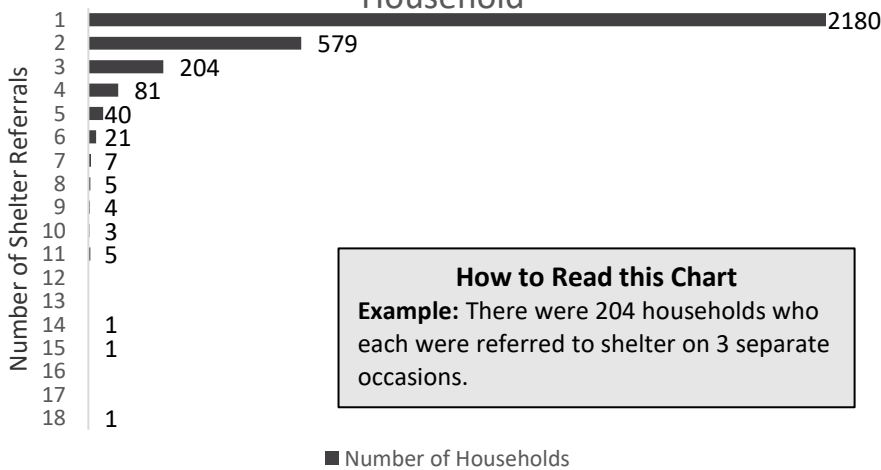 Household
1 2180
2 579
3 204
4 81
5 40
6 21
7 7
8 5
9 4
10 3
11 5
12
13
14 1
15 1
16
17
18 1
Number of Shelter Referrals
How to Read this Chart
Example: There were 204 households who
each were referred to shelter on 3 separate
occasions.
Number of Households